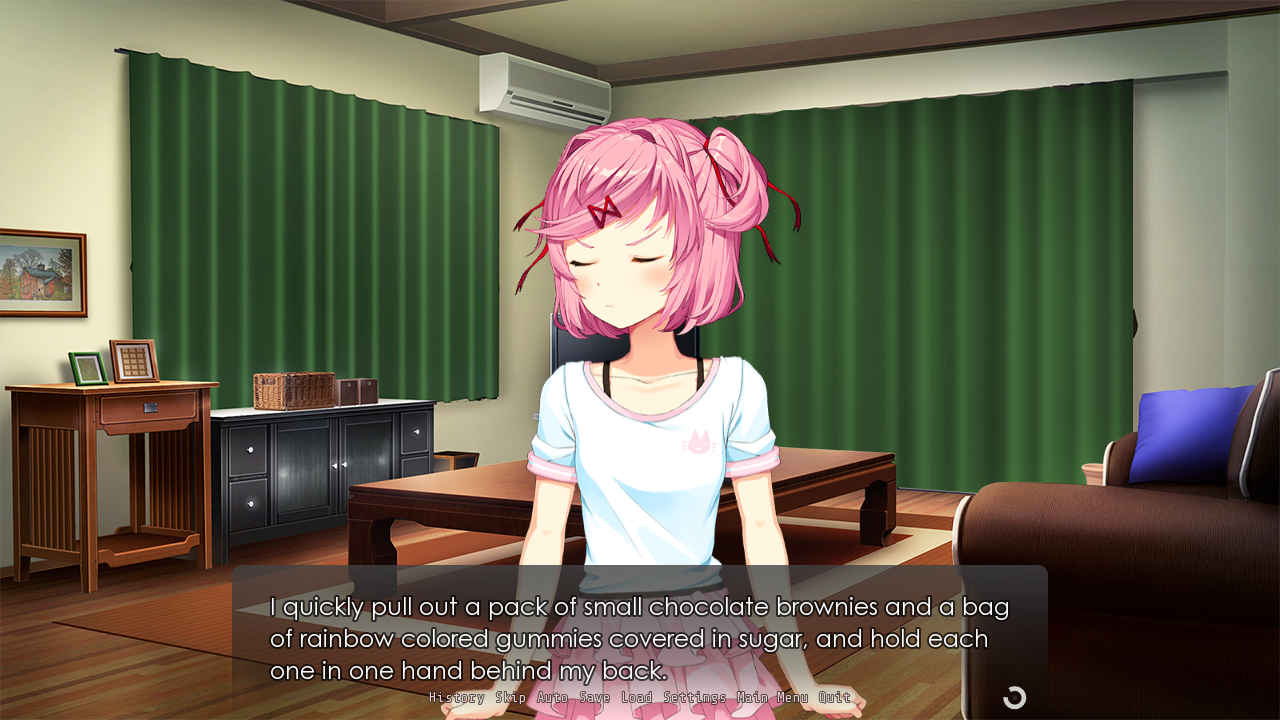 I quickly pull out a pack of small chocolate brownies and a bag
of rainbow colored gummies covered in sugar, and hold each
one in one hand behind my back.
History Skip Auto Save Load Settings Main Menu Quit